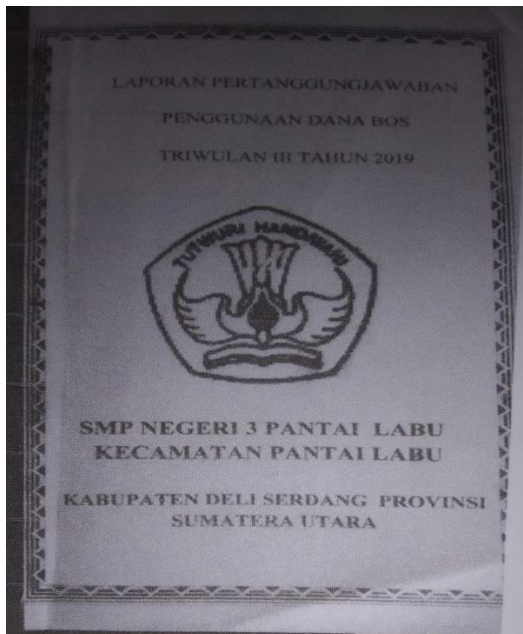 LAPORAN PERTANGGUNGJAWABAN
PENGGUNAAN DANA BOS
TRIWULAN III TAHUN 2019
TUT WURI HANDAYANI
SMP NEGERI 3 PANTAI LABU
KECAMATAN PANTAI LABU
KABUPATEN DELI SERDANG PROVINSI
SUMATERA UTARA